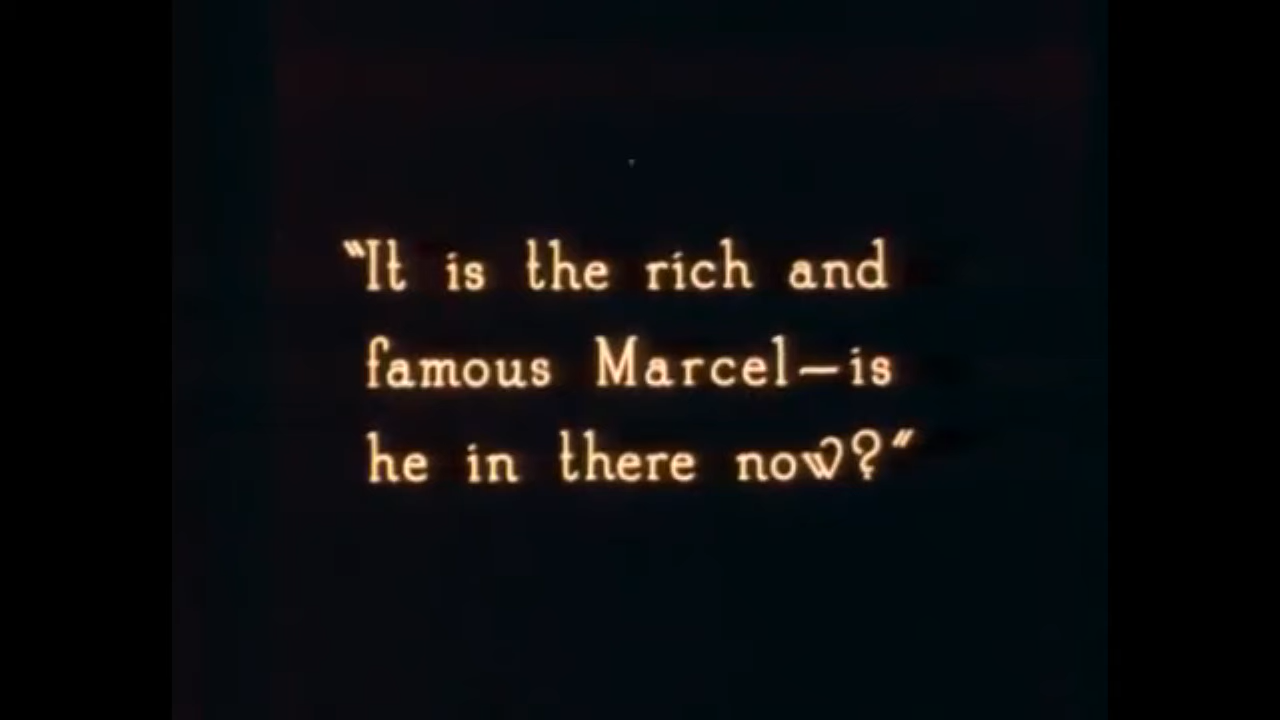 "It is the rich and
famous Marcel—is
he in there now?"